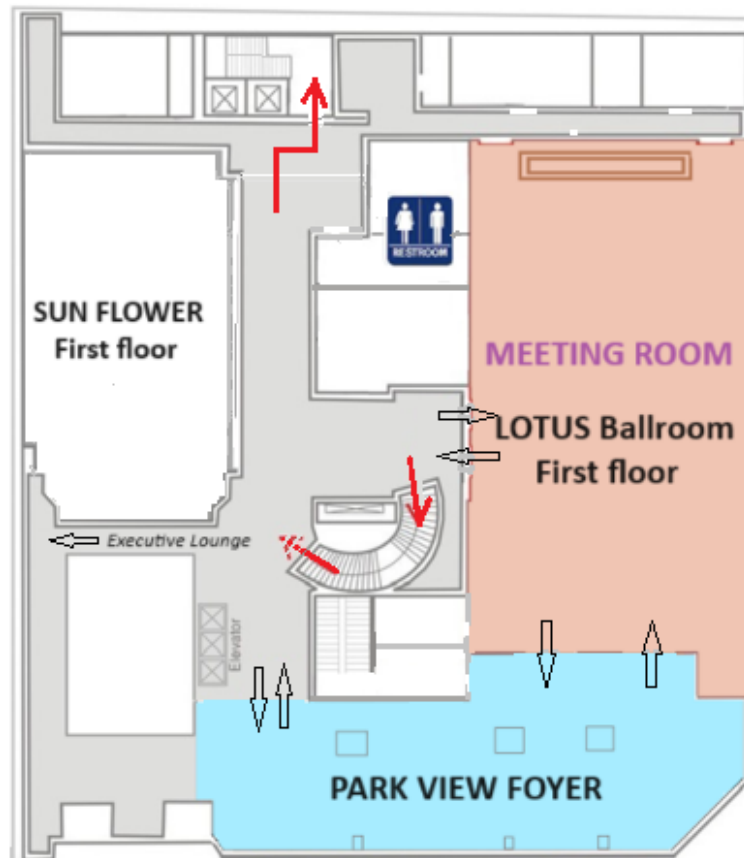 RESTROOM
SUN FLOWER
First floor
MEETING ROOM
LOTUS Ballroom
First floor
Executive Lounge
Elevator
PARK VIEW FOYER